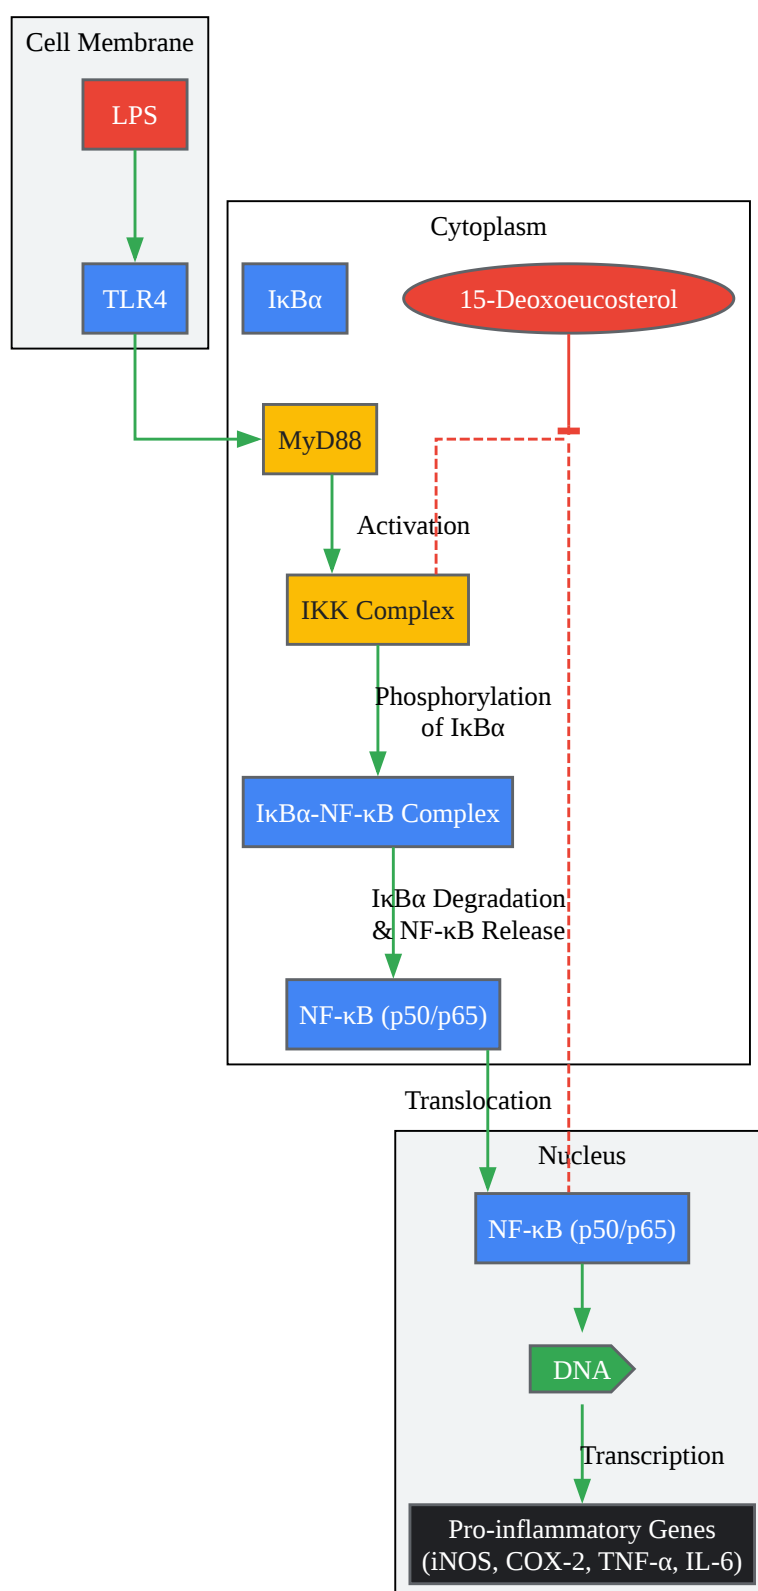 Cell Membrane
LPS
TLR4
Cytoplasm
IκBα
15-Deoxoeucosterol
MyD88
Activation
IKK Complex
Phosphorylation
of IκBα
IκBα-NF-κB Complex
IκBα Degradation
& NF-κB Release
NF-κB (p50/p65)
Translocation
Nucleus
NF-κB (p50/p65)
DNA
Transcription
Pro-inflammatory Genes
(iNOS, COX-2, TNF-α, IL-6)